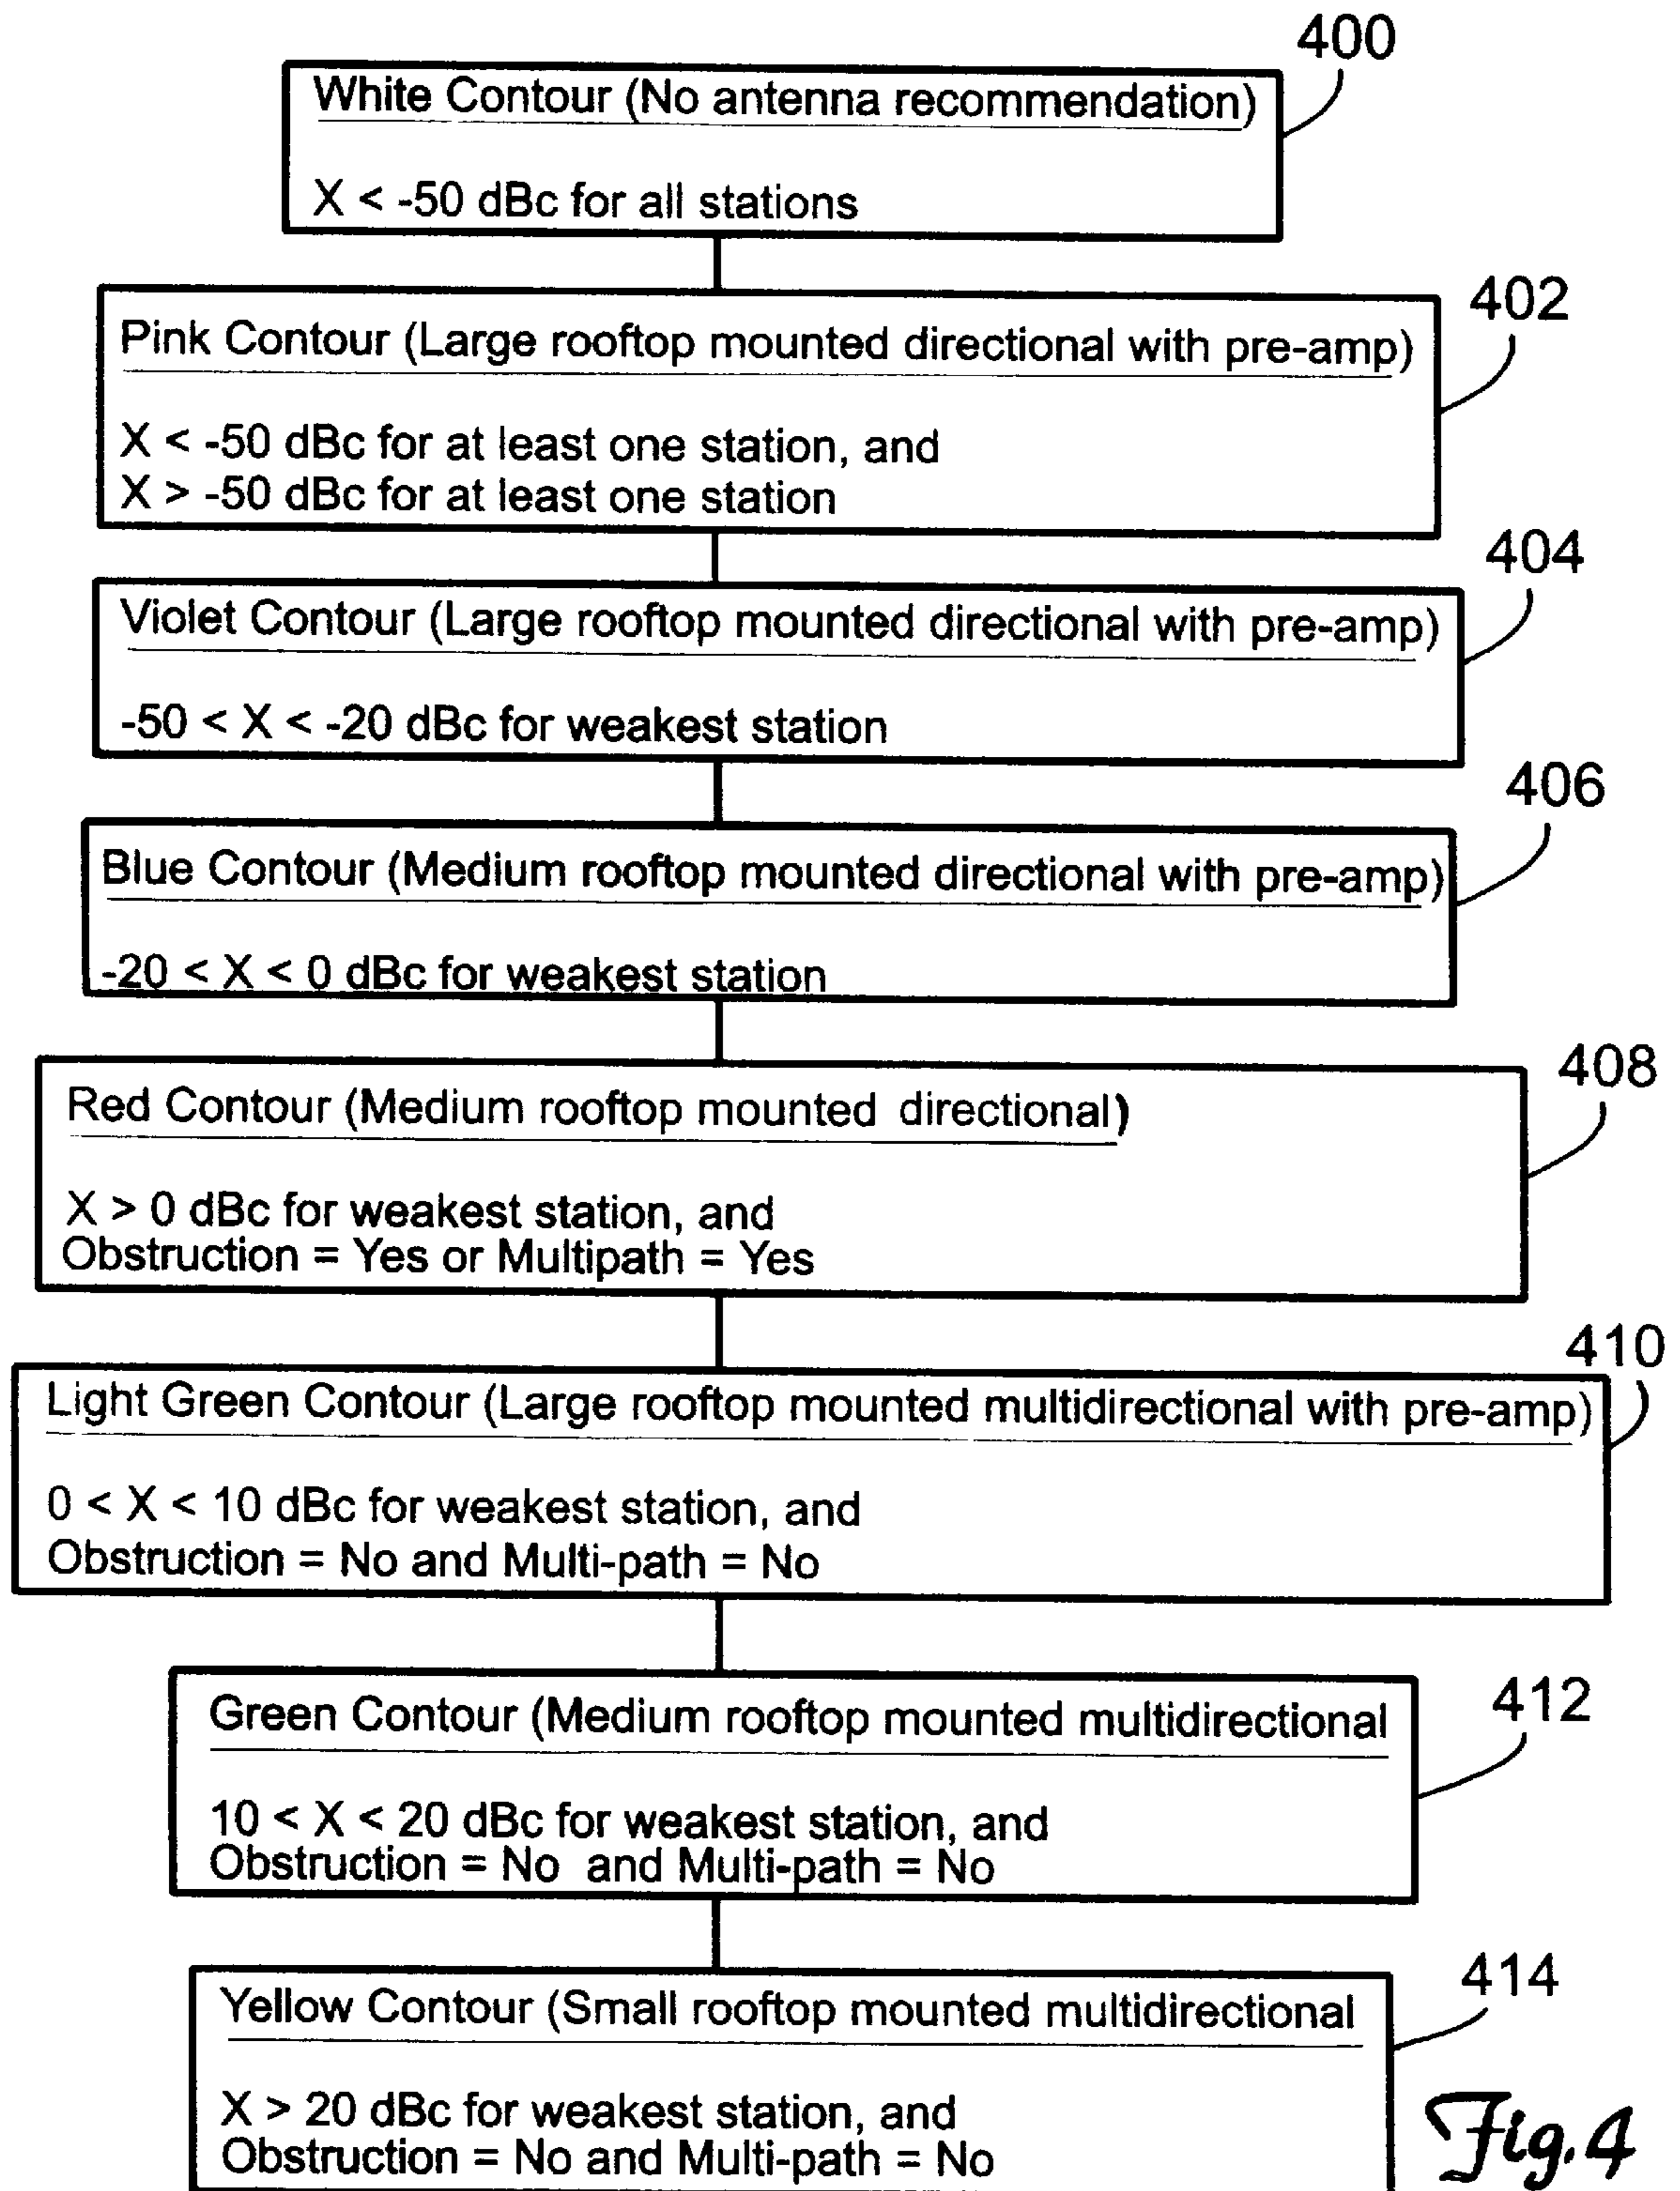 400
White Contour (No antenna recommendation)
X < -50 dBc for all stations
402
Pink Contour (Large rooftop mounted directional with pre-amp)
X < -50 dBc for at least one station, and
X > -50 dBc for at least one station
404
Violet Contour (Large rooftop mounted directional with pre-amp)
-50 < X < -20 dBc for weakest station
406
Blue Contour (Medium rooftop mounted directional with pre-amp)
-20 < X < 0 dBc for weakest station
408
Red Contour (Medium rooftop mounted directional)
X > 0 dBc for weakest station, and
Obstruction = Yes or Multipath = Yes
410
Light Green Contour (Large rooftop mounted multidirectional with pre-amp)
0 < X < 10 dBc for weakest station, and
Obstruction = No and Multi-path = No
412
Green Contour (Medium rooftop mounted multidirectional
10 < X < 20 dBc for weakest station, and
Obstruction = No and Multi-path = No
414
Yellow Contour (Small rooftop mounted multidirectional
X > 20 dBc for weakest station, and
Obstruction = No and Multi-path = No
Fig.4